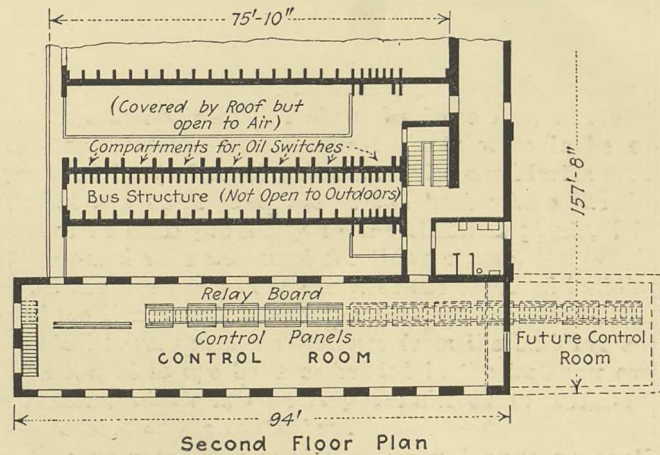 75'-10"
(Covered by Roof but
open to Air)
Compartments for Oil Switches
Bus Structure (Not Open to Outdoors)
157'-8"
Relay Board
Control Panels
CONTROL ROOM
Future Control
Room
94'
Second Floor Plan